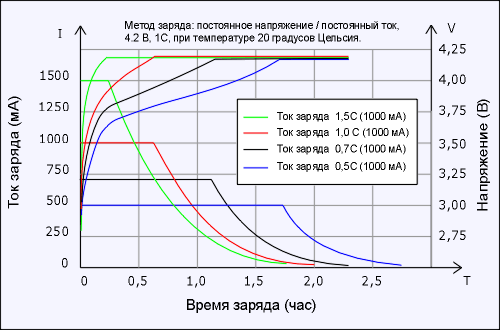 Метод заряда: постоянное напряжение / постоянный ток,
4.2 В, 1С, при температуре 20 градусов Цельсия.
I
V
1500
1250
1000
750
500
250
0
4,25
4,00
3,75
3,50
3,25
3,00
2,75
Ток заряда (мА)
Напряжение (В)
Ток заряда 1,5С (1000 мА)
Ток заряда 1,0 С (1000 мА)
Ток заряда 0,7С (1000 мА)
Ток заряда 0,5С (1000 мА)
0 0,5 1,0 1,5 2,0 2,5 T
Время заряда (час)